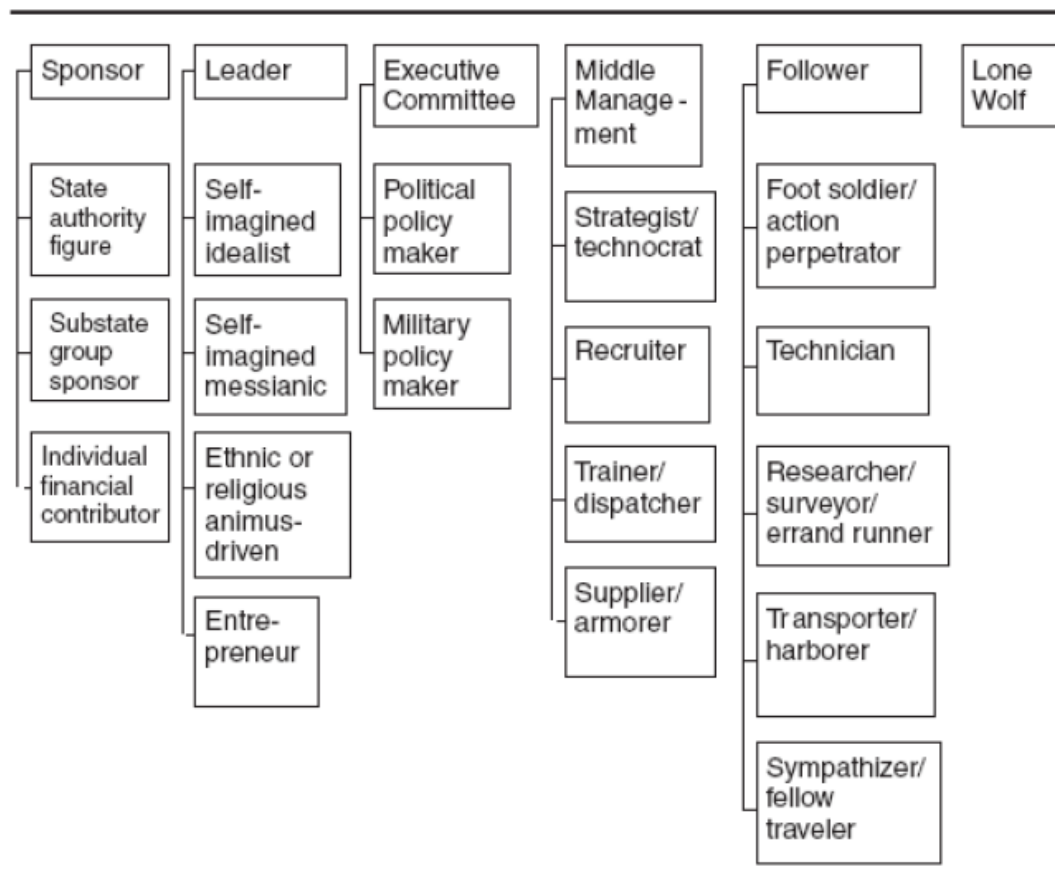 Sponsor
State
authority
figure
Substate
group
sponsor
Individual
financial
contributor
Leader
Self-
imagined
idealist
Self-
imagined
messianic
Ethnic or
religious
animus-
driven
Entre-
preneur
Executive
Committee
Political
policy
maker
Military
policy
maker
Middle
Manage -
ment
Strategist/
technocrat
Recruiter
Trainer/
dispatcher
Supplier/
armorer
Follower
Foot soldier/
action
perpetrator
Technician
Researcher/
surveyor/
errand runner
Transporter/
harborer
Sympathizer/
fellow
traveler
Lone
Wolf